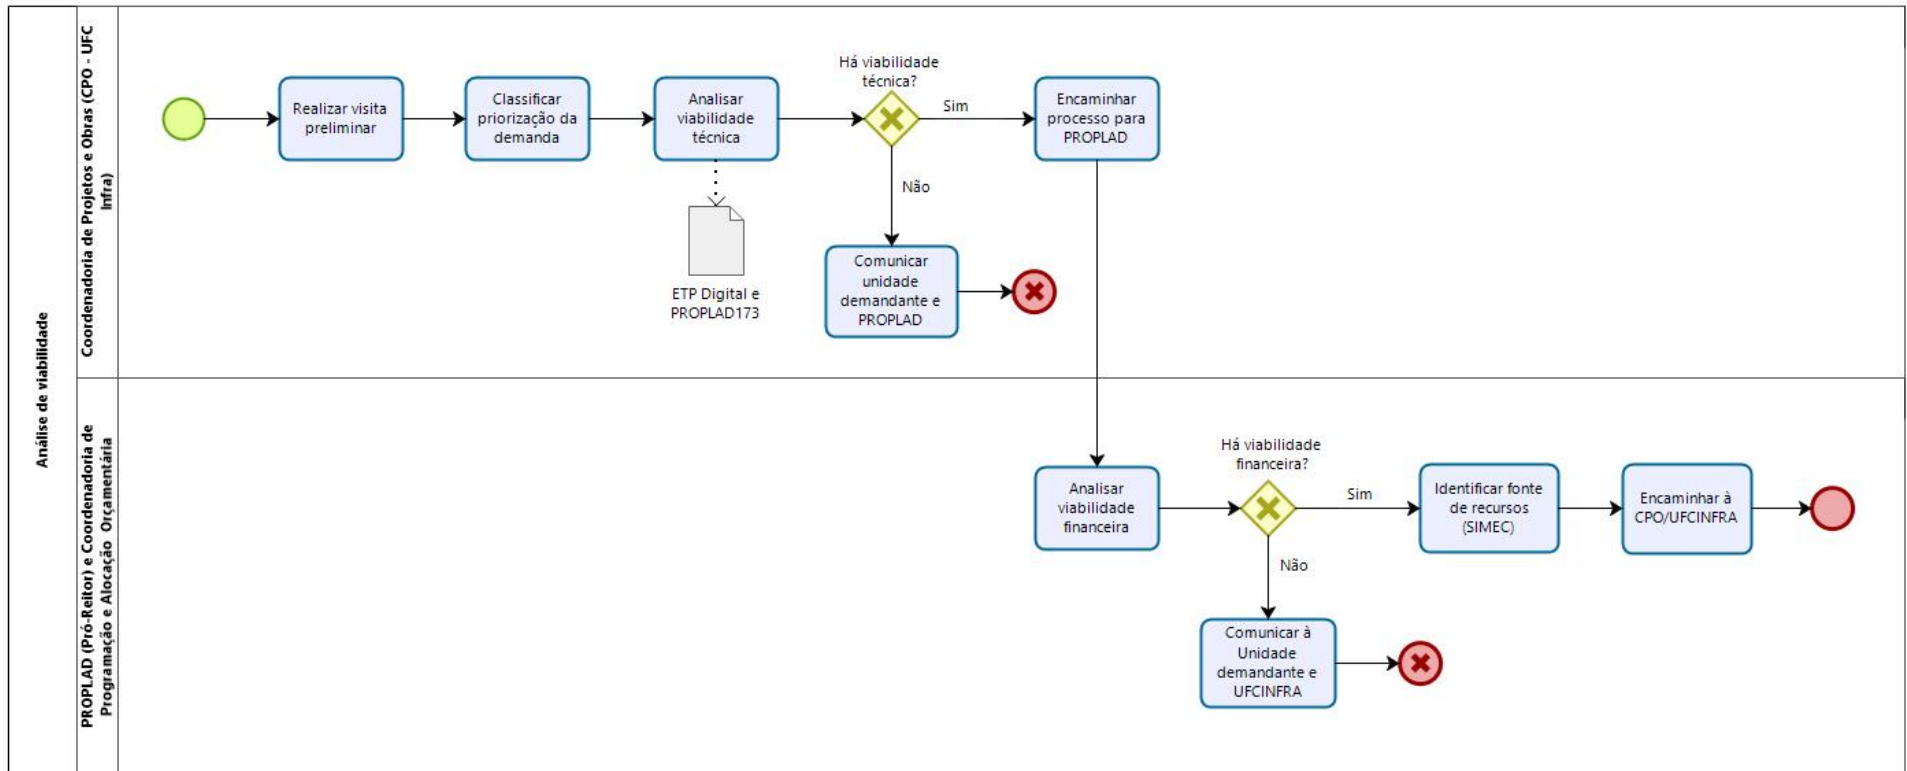 Análise de viabilidade
Coordenadoria de Projetos e Obras (CPO - UFC
Infra)
Realizar visita
preliminar
Classificar
priorização da
demanda
Analisar
viabilidade
técnica
ETP Digital e
PROPLAD173
Há viabilidade
técnica?
Sim
Não
Encaminhar
processo para
PROPLAD
Comunicar
unidade
demandante e
PROPLAD
PROPLAD (Pró-Reitor) e Coordenadoria de
Programação e Alocação Orçamentária
Analisar
viabilidade
financeira
Há viabilidade
financeira?
Sim
Não
Identificar fonte
de recursos
(SIMEC)
Encaminhar à
CPO/UFCINFRA
Comunicar à
Unidade
demandante e
UFCINFRA